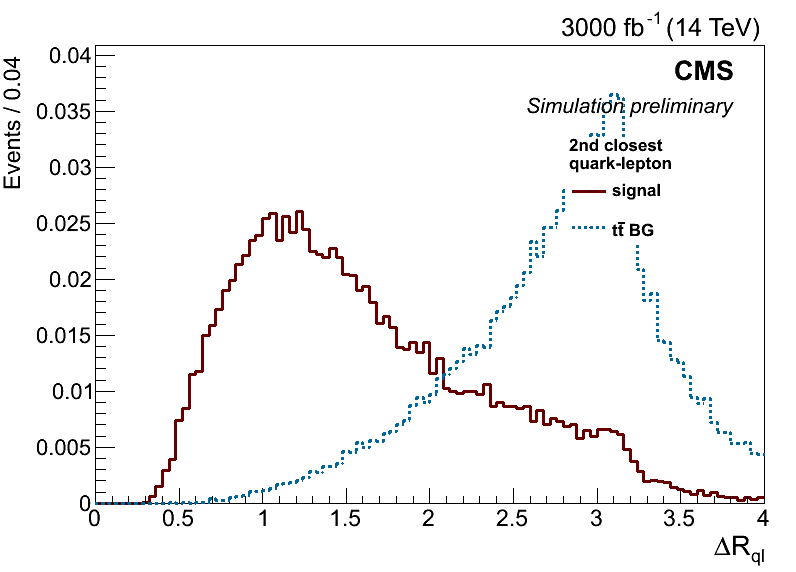 3000 fb⁻¹ (14 TeV)
CMS
Simulation preliminary
2nd closest
quark-lepton
signal
tt̄ BG
Events / 0.04
0.04
0.035
0.03
0.025
0.02
0.015
0.01
0.005
0
0 0.5 1 1.5 2 2.5 3 3.5 4
ΔR_ql